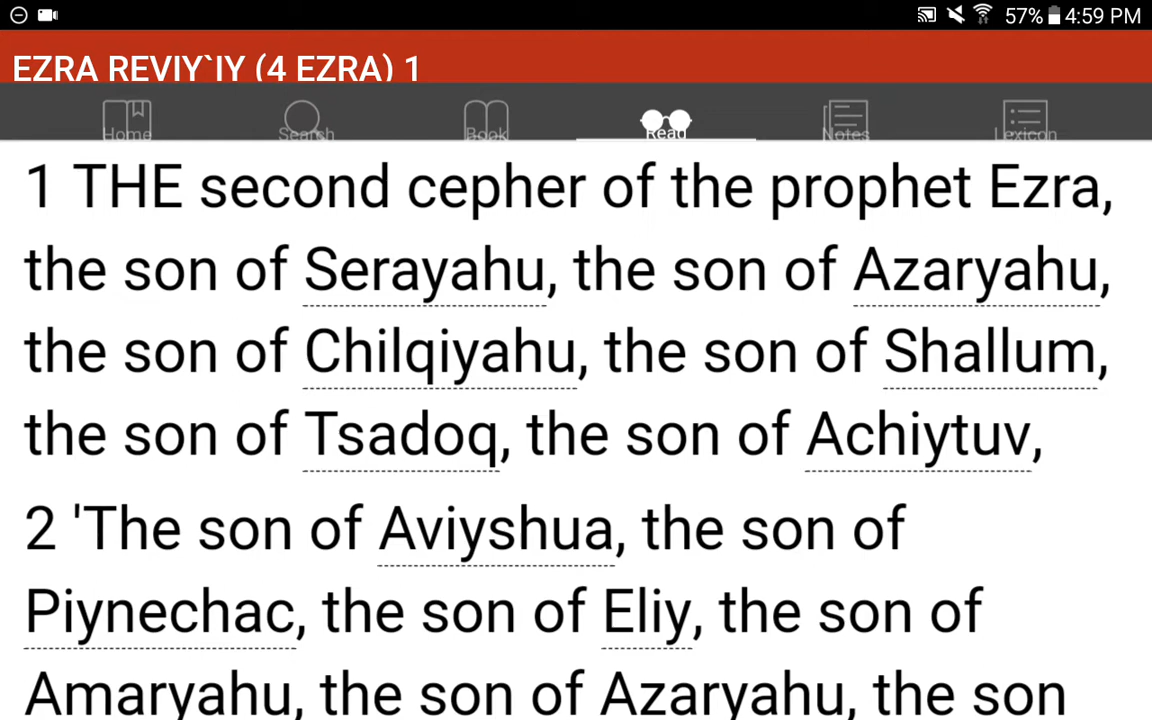 57% 4:59 PM
EZRA REVIY`IY (4 EZRA) 1
Home Search Book Read Notes Lexicon
1 THE second cepher of the prophet Ezra,
the son of Serayahu, the son of Azaryahu,
the son of Chilqiyahu, the son of Shallum,
the son of Tsadoq, the son of Achiytuv,
2 'The son of Aviyshua, the son of
Piynechac, the son of Eliy, the son of
Amaryahu, the son of Azaryahu, the son